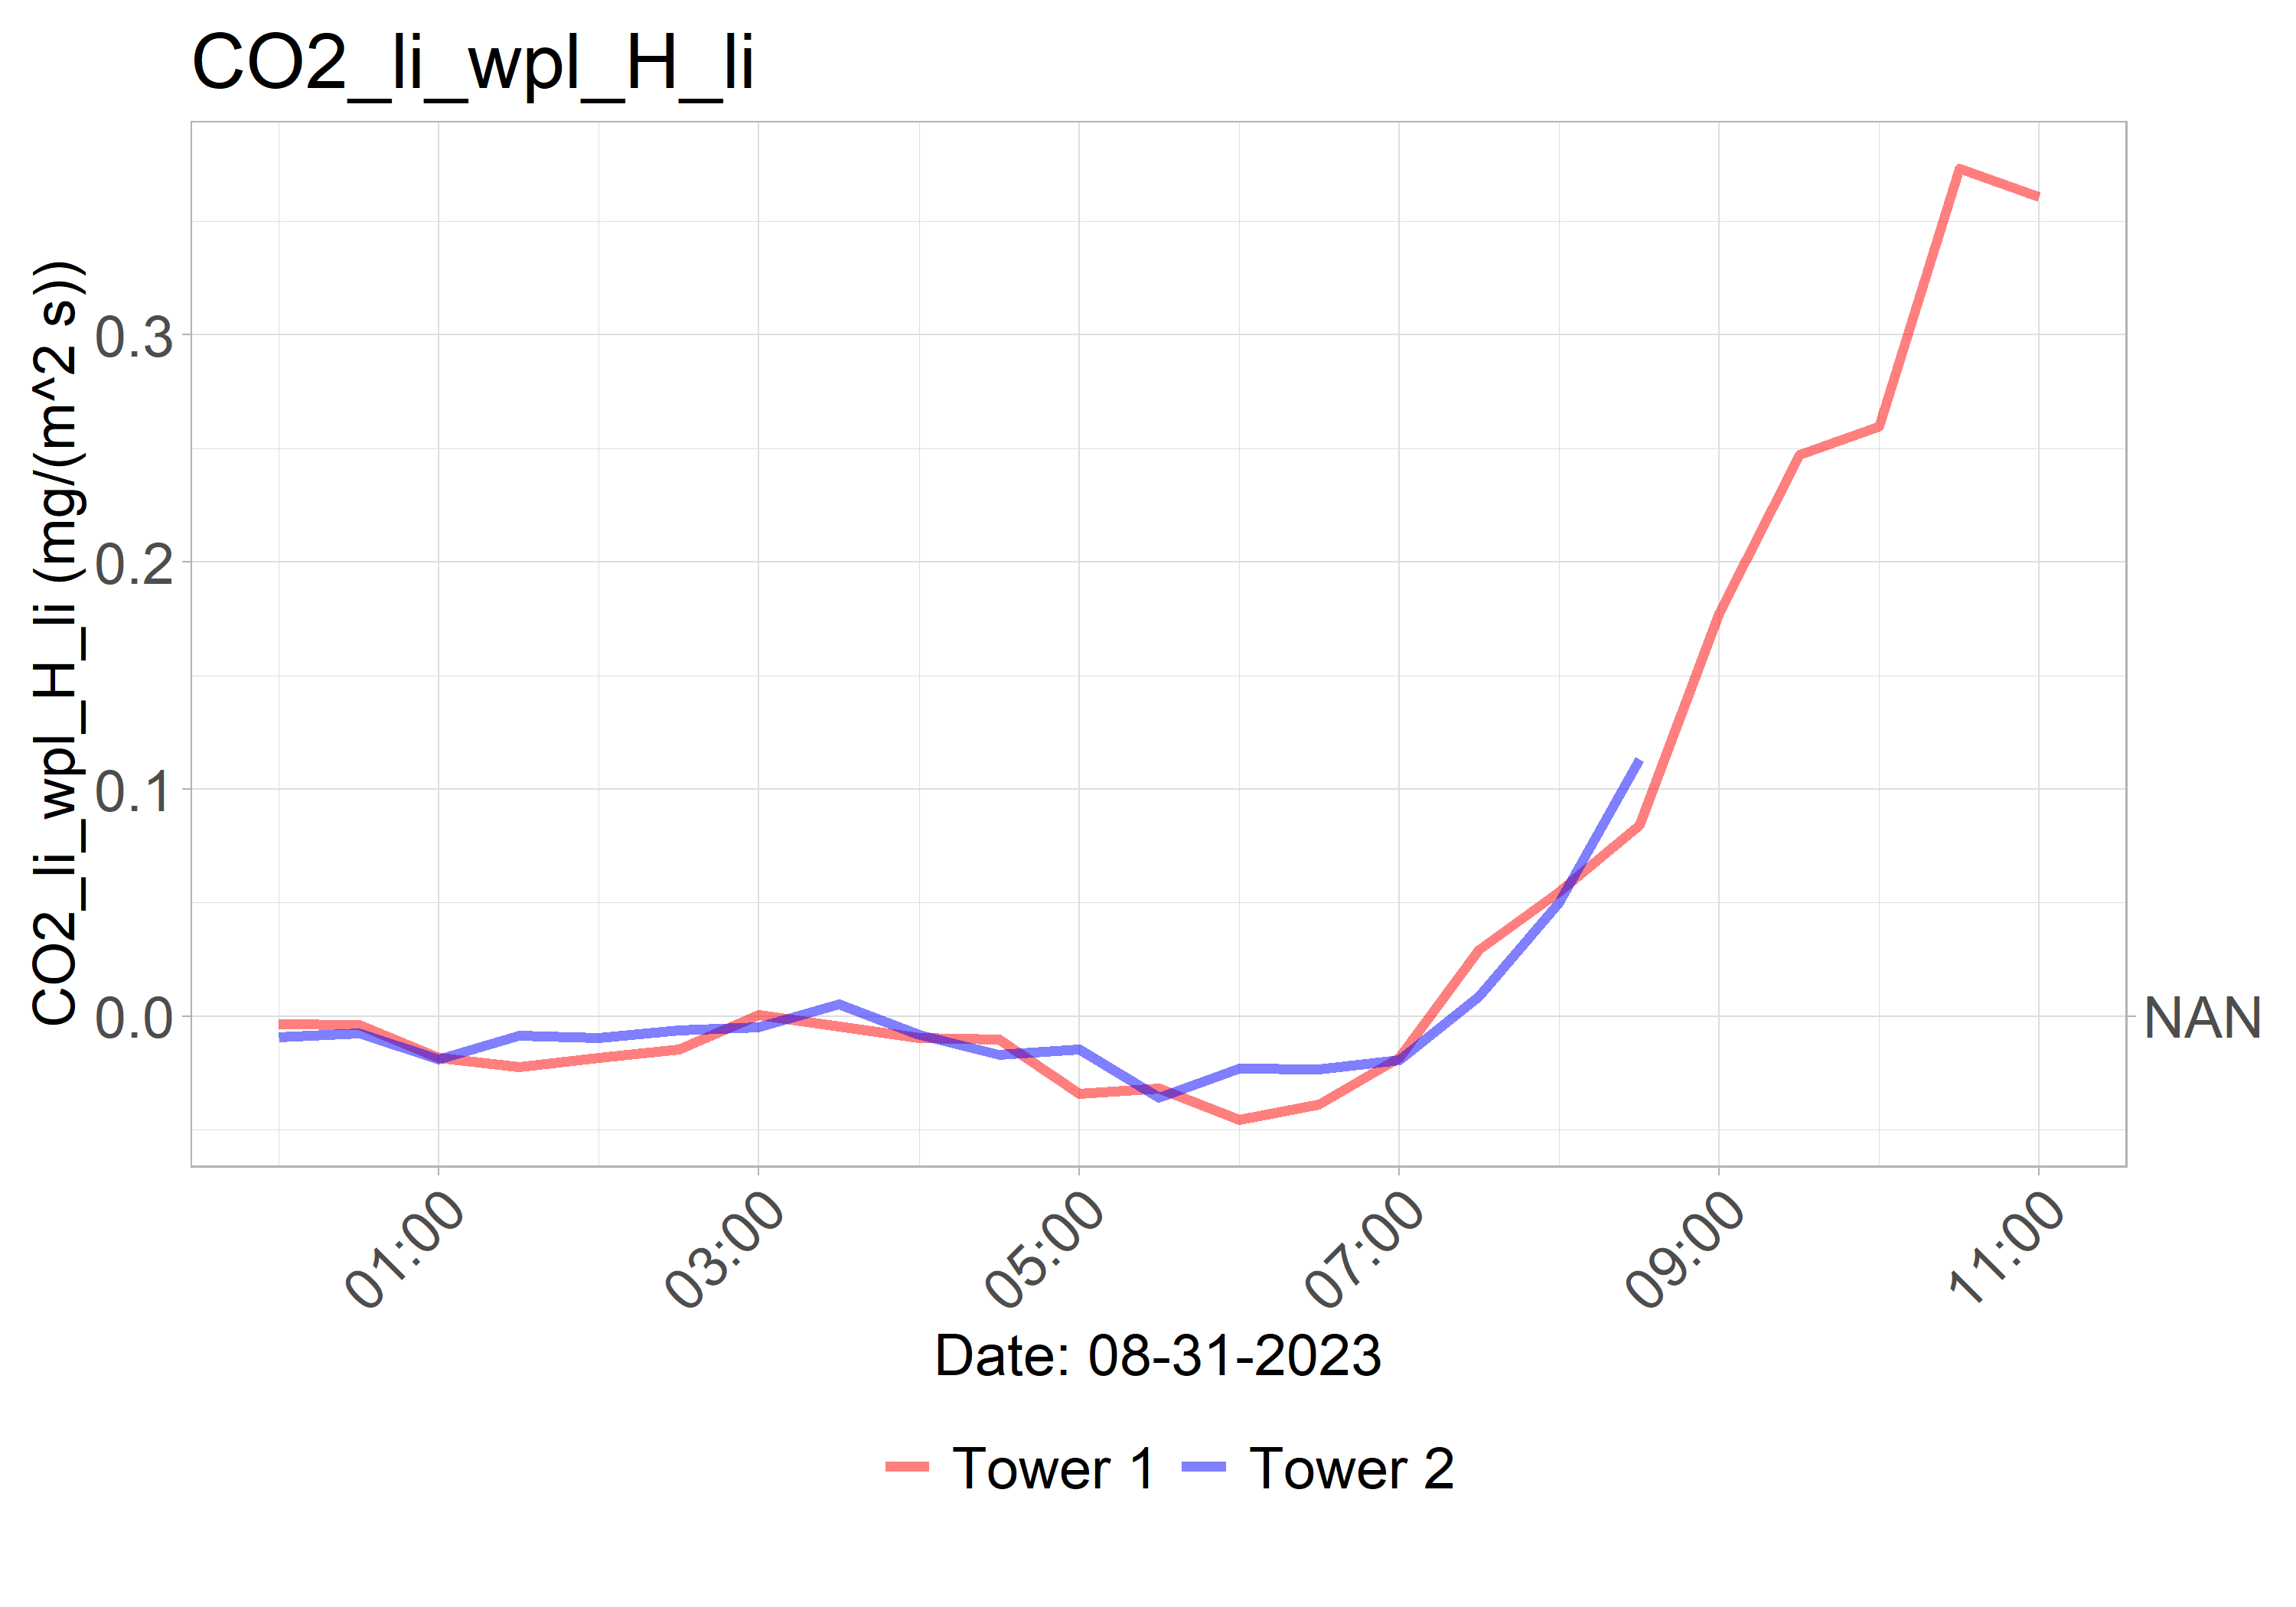 CO2_li_wpl_H_li
CO2_li_wpl_H_li (mg/(m^2 s))
0.3
0.2
0.1
0.0
NAN
01:00
03:00
05:00
07:00
09:00
11:00
Date: 08-31-2023
Tower 1
Tower 2